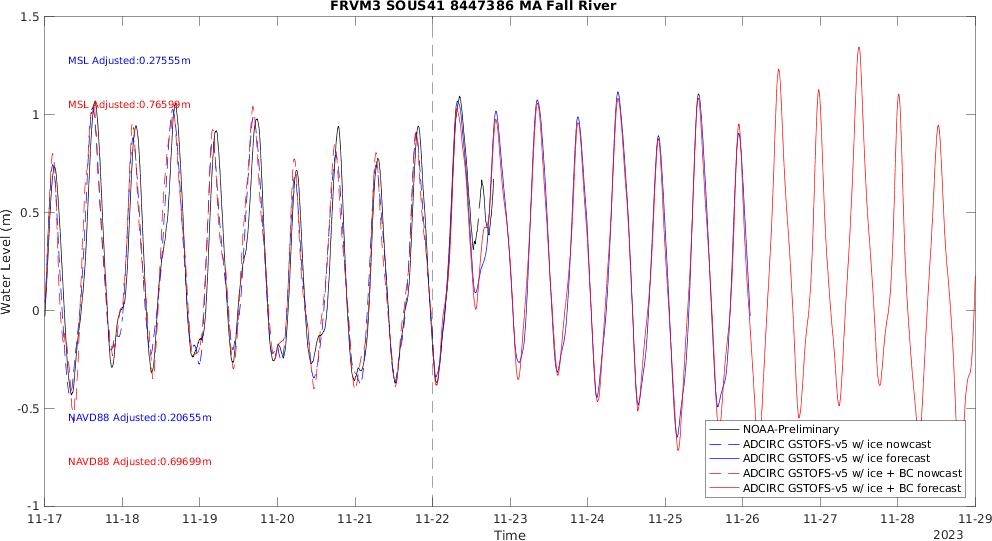 FRVM3 SOUS41 8447386 MA Fall River
1.5
1
0.5
0
-0.5
-1
Water Level (m)
MSL Adjusted:0.27555m
MSL Adjusted:0.76599m
NAVD88 Adjusted:0.20655m
NAVD88 Adjusted:0.69699m
NOAA-Preliminary
ADCIRC GSTOFS-v5 w/ ice nowcast
ADCIRC GSTOFS-v5 w/ ice forecast
ADCIRC GSTOFS-v5 w/ ice + BC nowcast
ADCIRC GSTOFS-v5 w/ ice + BC forecast
11-17 11-18 11-19 11-20 11-21 11-22 11-23 11-24 11-25 11-26 11-27 11-28 11-29
Time
2023